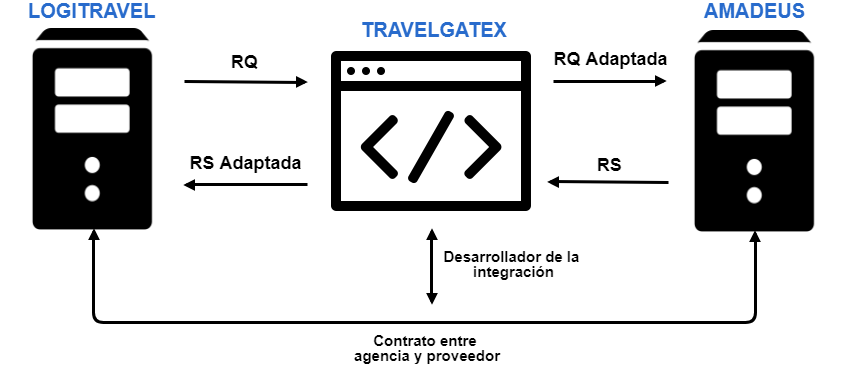 LOGITRAVEL
TRAVELGATEX
AMADEUS
RQ
RQ Adaptada
RS Adaptada
RS
Desarrollador de la
integración
Contrato entre
agencia y proveedor